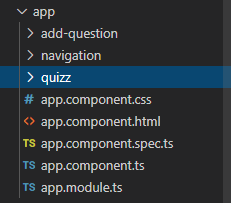 app
add-question
navigation
quizz
# app.component.css
<> app.component.html
TS app.component.spec.ts
TS app.component.ts
TS app.module.ts